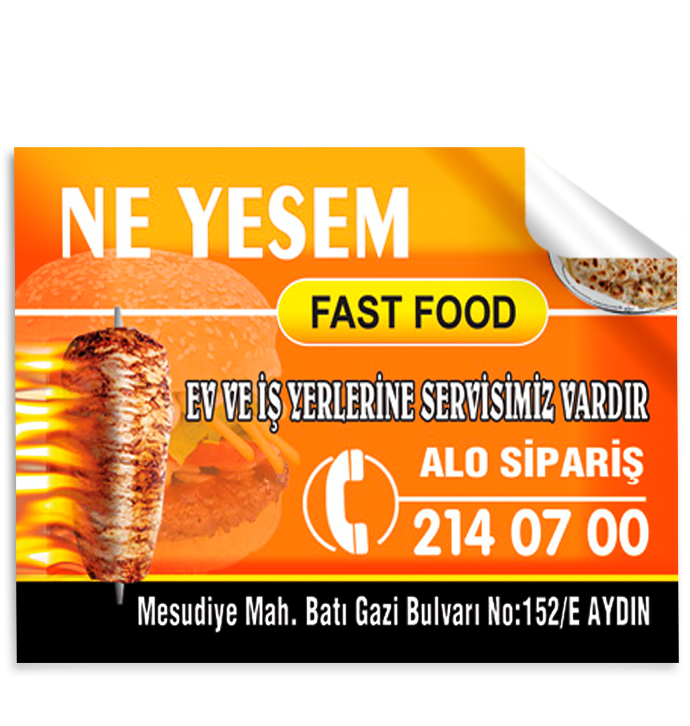 NE YESEM
FAST FOOD
EV VE İŞ YERLERİNE SERVİSİMİZ VARDIR
ALO SİPARİŞ
214 07 00
Mesudiye Mah. Batı Gazi Bulvarı No:152/E AYDIN